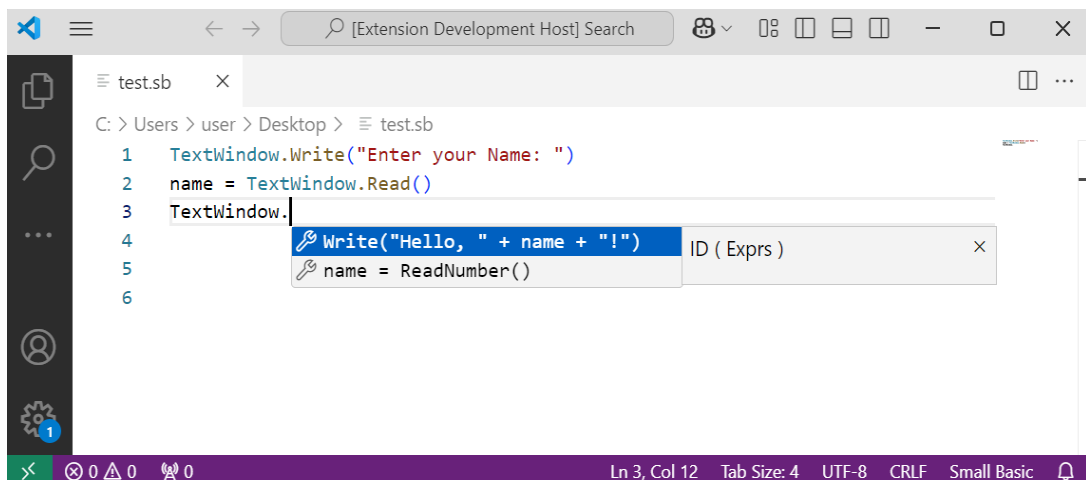 [Extension Development Host] Search
test.sb
C: > Users > user > Desktop > test.sb
1 TextWindow.Write("Enter your Name: ")
2 name = TextWindow.Read()
3 TextWindow.
4 Write("Hello, " + name + "!") ID ( Exprs )
5 name = ReadNumber()
6
1
0 0 0 Ln 3, Col 12 Tab Size: 4 UTF-8 CRLF Small Basic